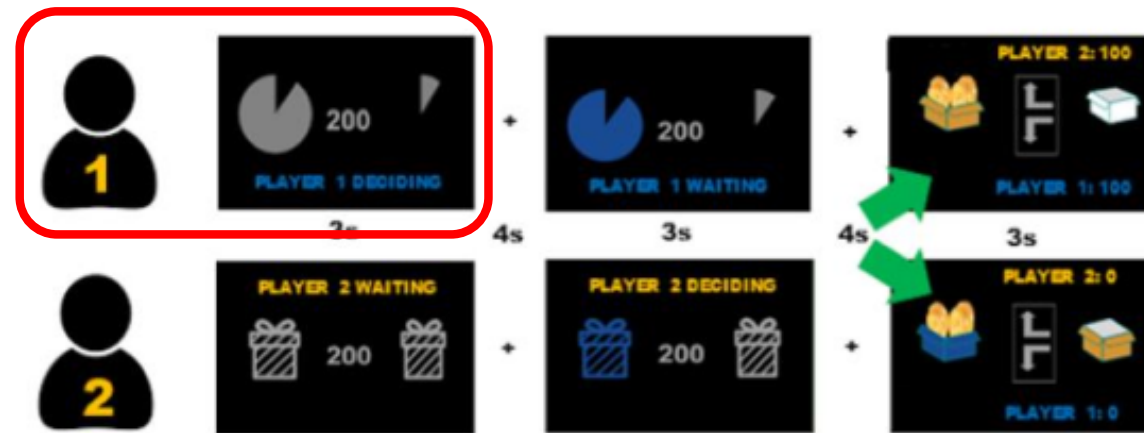 1
200
PLAYER 1 DECIDING
3s
+
4s
200
PLAYER 1 WAITING
3s
+
4s
PLAYER 2: 100
PLAYER 1: 100
3s
2
PLAYER 2 WAITING
200
+
PLAYER 2 DECIDING
200
+
PLAYER 2: 0
PLAYER 1: 0